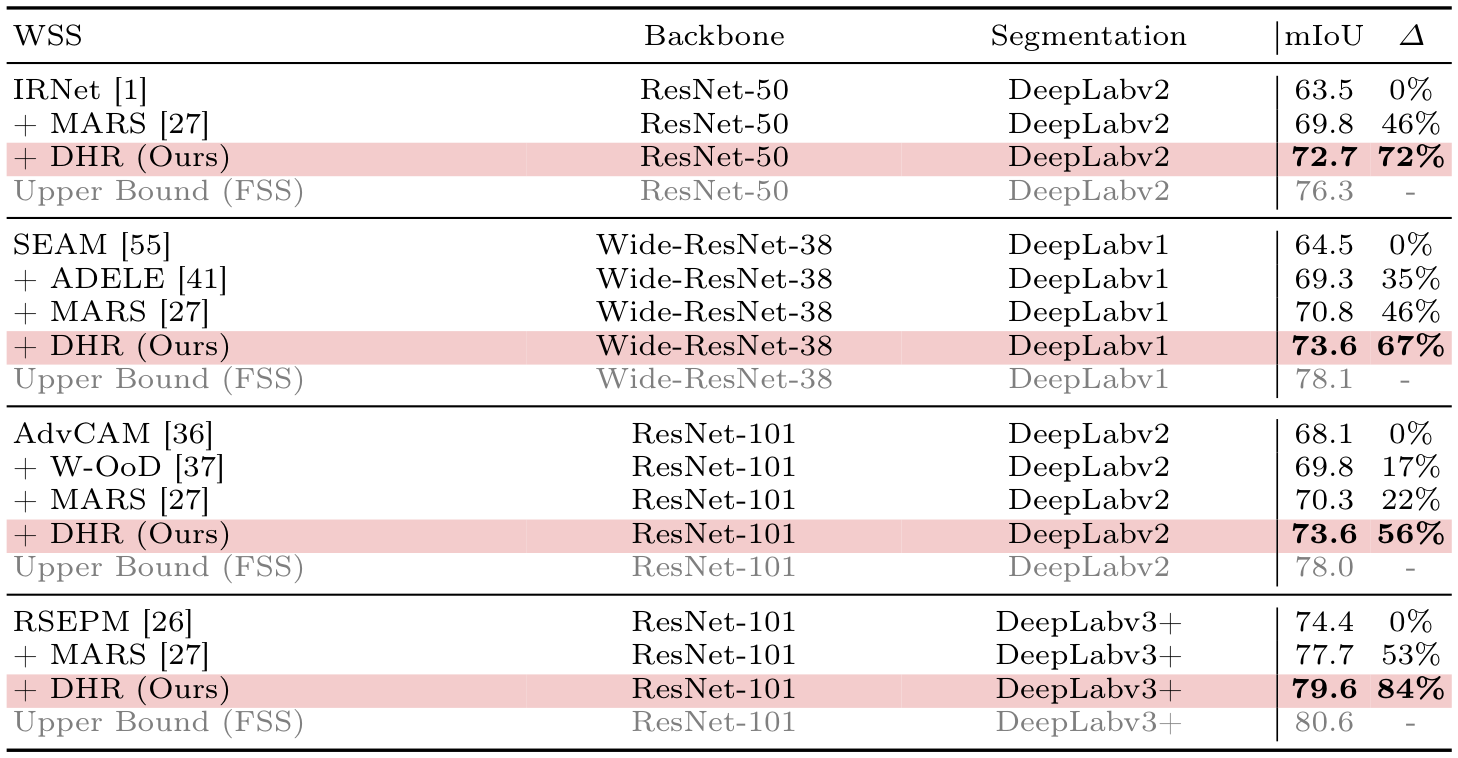 WSS Backbone Segmentation mIoU Δ
IRNet [1] ResNet-50 DeepLabv2 63.5 0%
+ MARS [27] ResNet-50 DeepLabv2 69.8 46%
+ DHR (Ours) ResNet-50 DeepLabv2 72.7 72%
Upper Bound (FSS) ResNet-50 DeepLabv2 76.3 -
SEAM [55] Wide-ResNet-38 DeepLabv1 64.5 0%
+ ADELE [41] Wide-ResNet-38 DeepLabv1 69.3 35%
+ MARS [27] Wide-ResNet-38 DeepLabv1 70.8 46%
+ DHR (Ours) Wide-ResNet-38 DeepLabv1 73.6 67%
Upper Bound (FSS) Wide-ResNet-38 DeepLabv1 78.1 -
AdvCAM [36] ResNet-101 DeepLabv2 68.1 0%
+ W-OoD [37] ResNet-101 DeepLabv2 69.8 17%
+ MARS [27] ResNet-101 DeepLabv2 70.3 22%
+ DHR (Ours) ResNet-101 DeepLabv2 73.6 56%
Upper Bound (FSS) ResNet-101 DeepLabv2 78.0 -
RSEPM [26] ResNet-101 DeepLabv3+ 74.4 0%
+ MARS [27] ResNet-101 DeepLabv3+ 77.7 53%
+ DHR (Ours) ResNet-101 DeepLabv3+ 79.6 84%
Upper Bound (FSS) ResNet-101 DeepLabv3+ 80.6 -